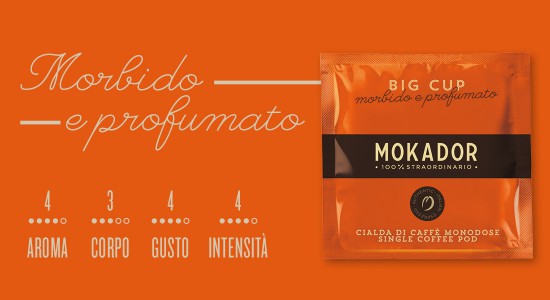 Morbido
e profumato
4 3 4 4
AROMA CORPO GUSTO INTENSITÀ
BIG CUP
morbido e profumato
MOKADOR
• 100% STRAORDINARIO •
CIALDA DI CAFFÈ MONODOSE
SINGLE COFFEE POD